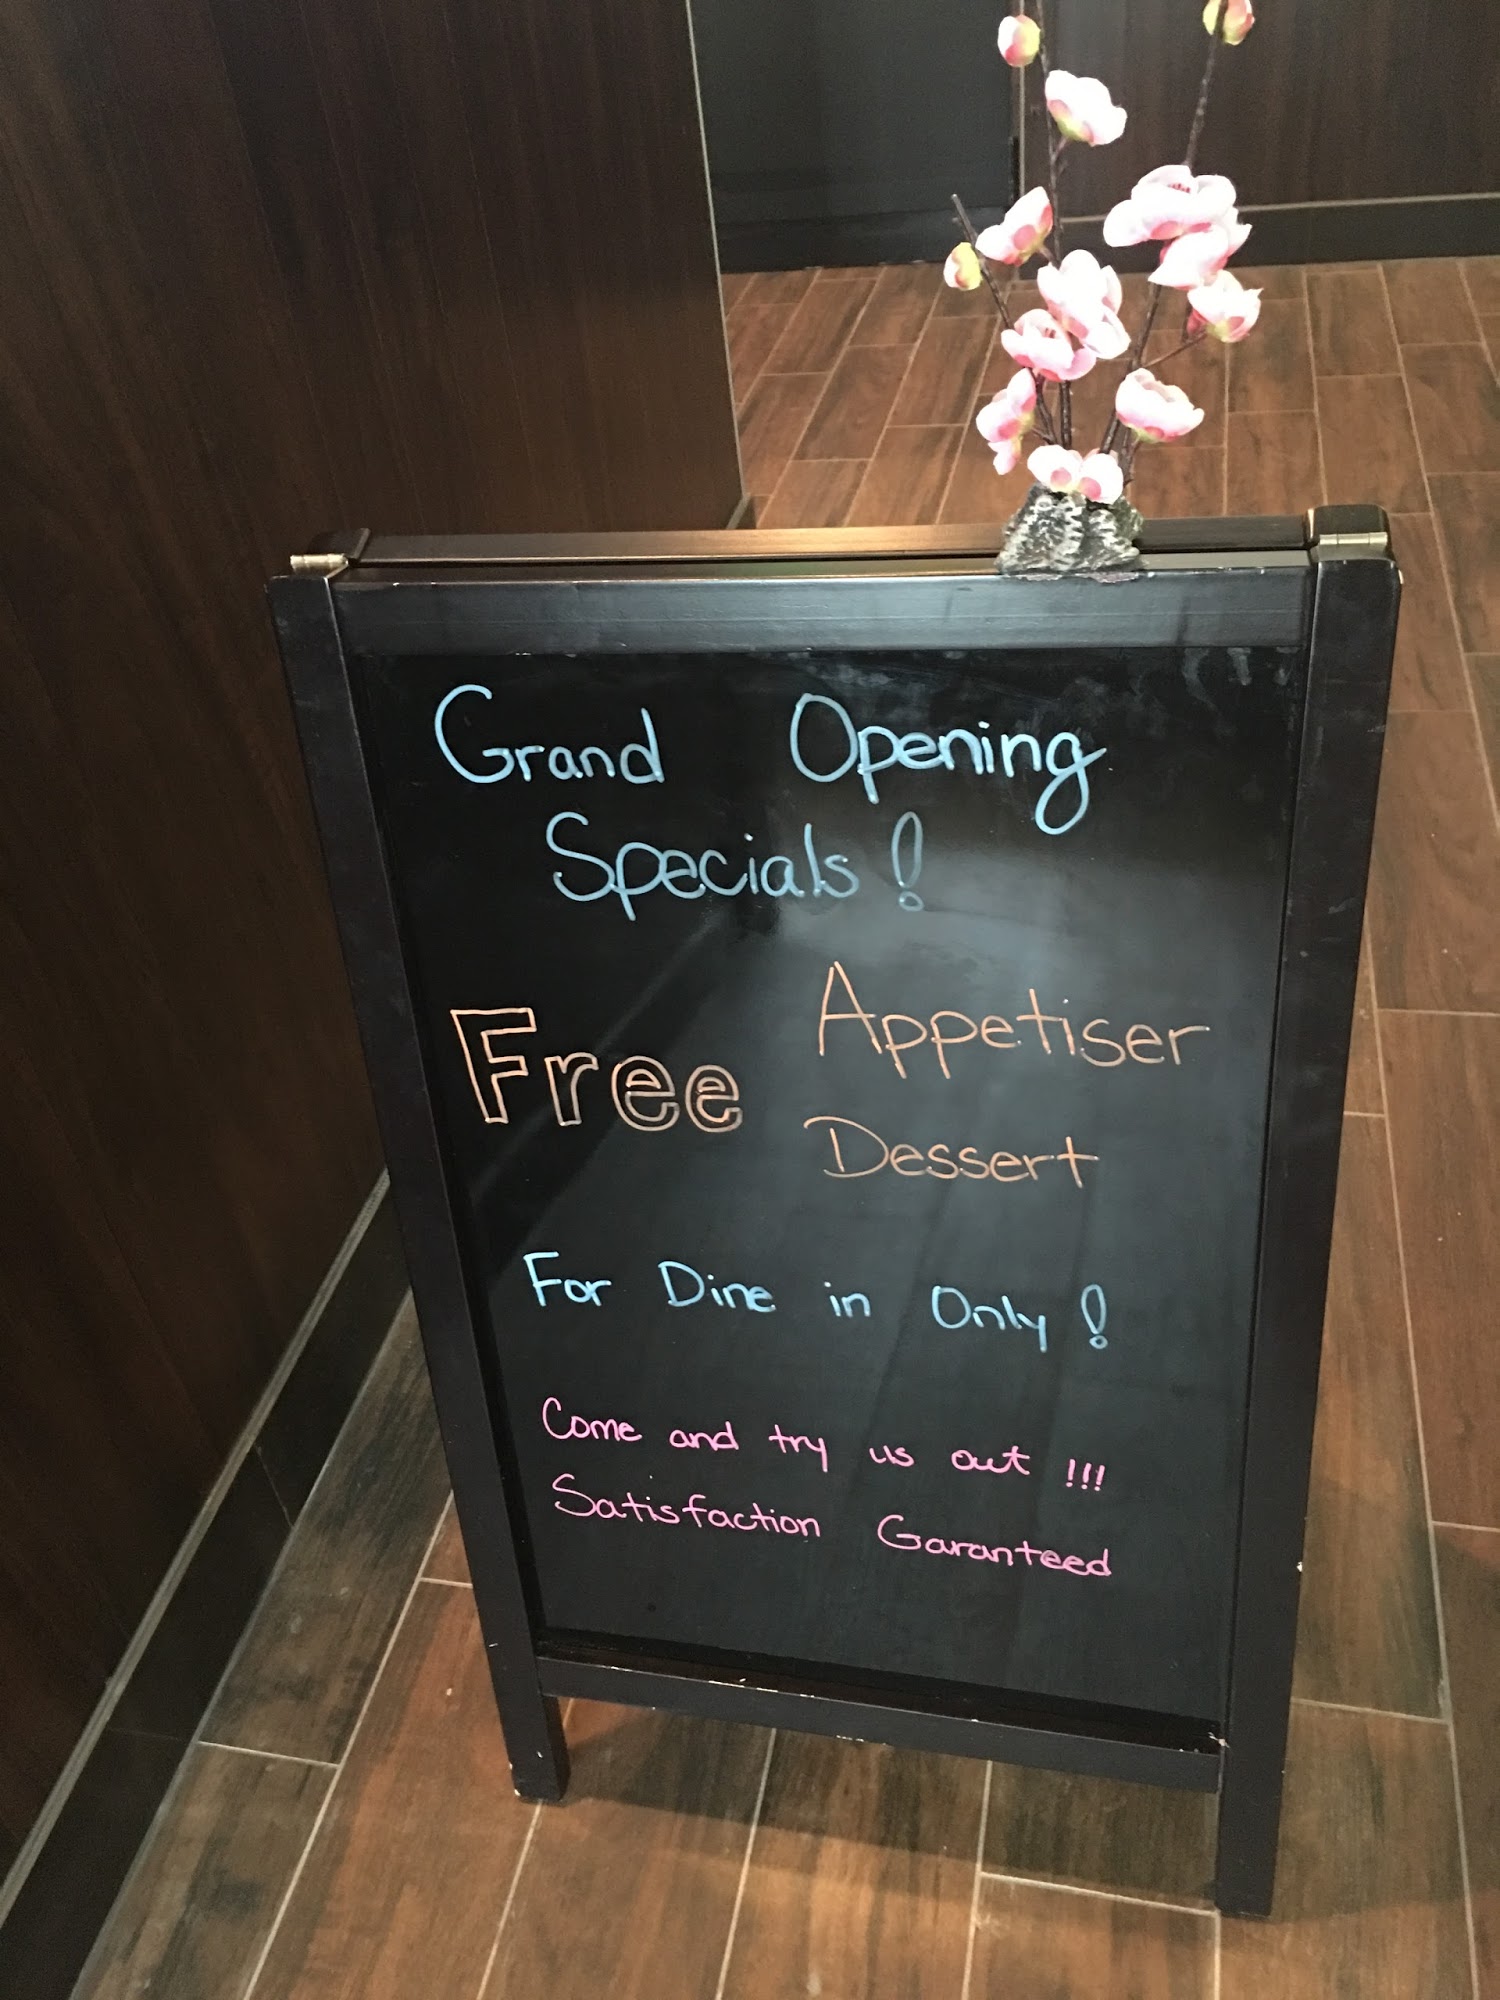 Grand Opening
Specials!
Free
Appetiser
Dessert
For Dine in Only!
Come and try us out !!!
Satisfaction Garanteed